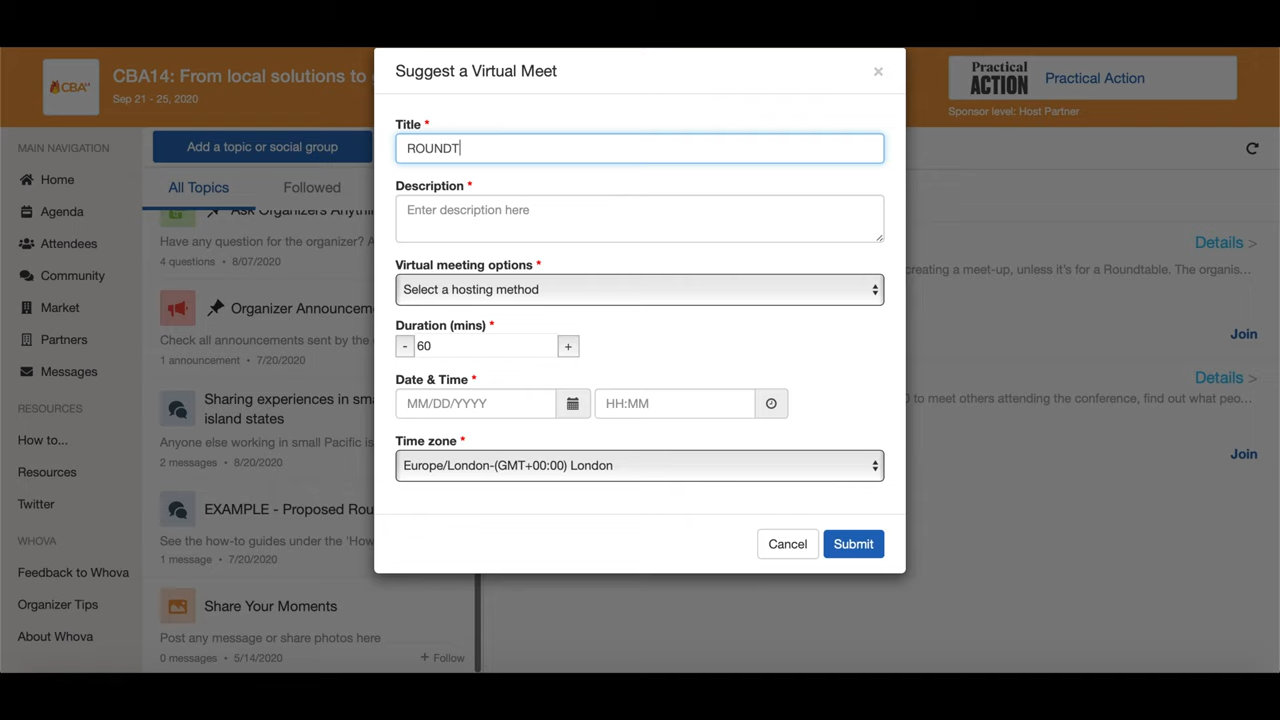 CBA14: From local solutions to
Sep 21 - 25, 2020
CBA14
Practical
ACTION
Practical Action
Sponsor level: Host Partner
MAIN NAVIGATION
Home
Agenda
Attendees
Community
Market
Partners
Messages
RESOURCES
How to...
Resources
Twitter
WHOVA
Feedback to Whova
Organizer Tips
About Whova
Add a topic or social group
All Topics
Followed
Ask Organizers Anythin
Have any question for the organizer? A
4 questions • 8/07/2020
Organizer Announcem
Check all announcements sent by the
1 announcement • 7/20/2020
Sharing experiences in sma
island states
Anyone else working in small Pacific is
2 messages • 8/20/2020
EXAMPLE - Proposed Rou
See the how-to guides under the 'How
1 message • 7/20/2020
Share Your Moments
Post any message or share photos here
0 messages • 5/14/2020
+ Follow
Suggest a Virtual Meet
×
Title *
ROUNDT
Description *
Enter description here
Virtual meeting options *
Select a hosting method
Duration (mins) *
- 60 +
Date & Time *
MM/DD/YYYY
HH:MM
Time zone *
Europe/London-(GMT+00:00) London
Cancel
Submit
Details >
creating a meet-up, unless it's for a Roundtable. The organis...
Join
Details >
0 to meet others attending the conference, find out what peo...
Join